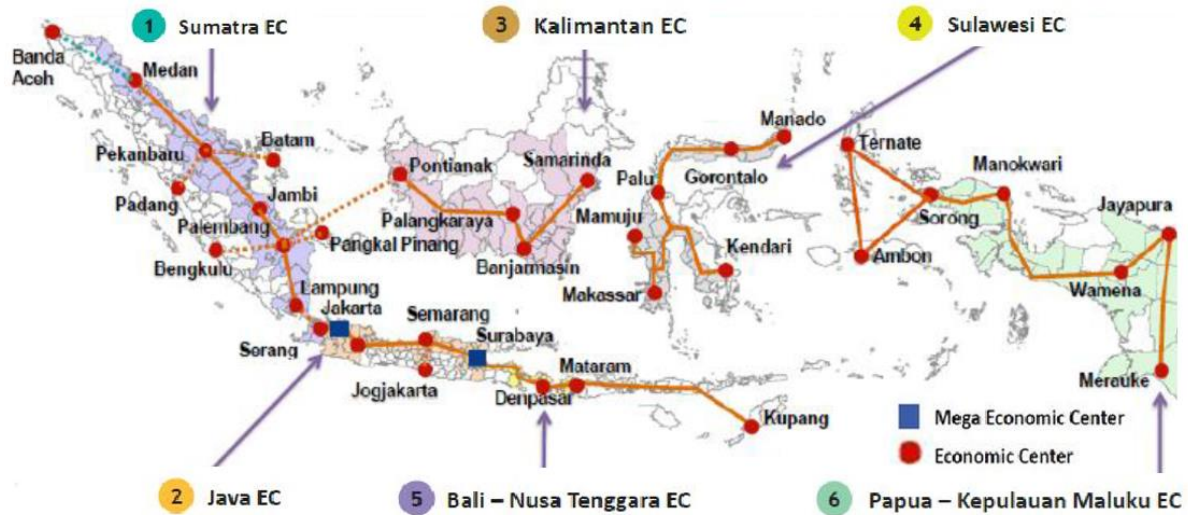 1 Sumatra EC
3 Kalimantan EC
4 Sulawesi EC
Banda
Aceh
Medan
Pekanbaru
Batam
Padang
Jambi
Palembang
Pangkal Pinang
Bengkulu
Lampung
Jakarta
Serang
Semarang
Surabaya
Jogjakarta
Denpasar
Mataram
Kupang
Pontianak
Samarinda
Palangkaraya
Banjarmasin
Manado
Gorontalo
Palu
Mamuju
Kendari
Makassar
Ternate
Manokwari
Sorong
Ambon
Jayapura
Wamena
Merauke
Mega Economic Center
Economic Center
2 Java EC
5 Bali – Nusa Tenggara EC
6 Papua – Kepulauan Maluku EC